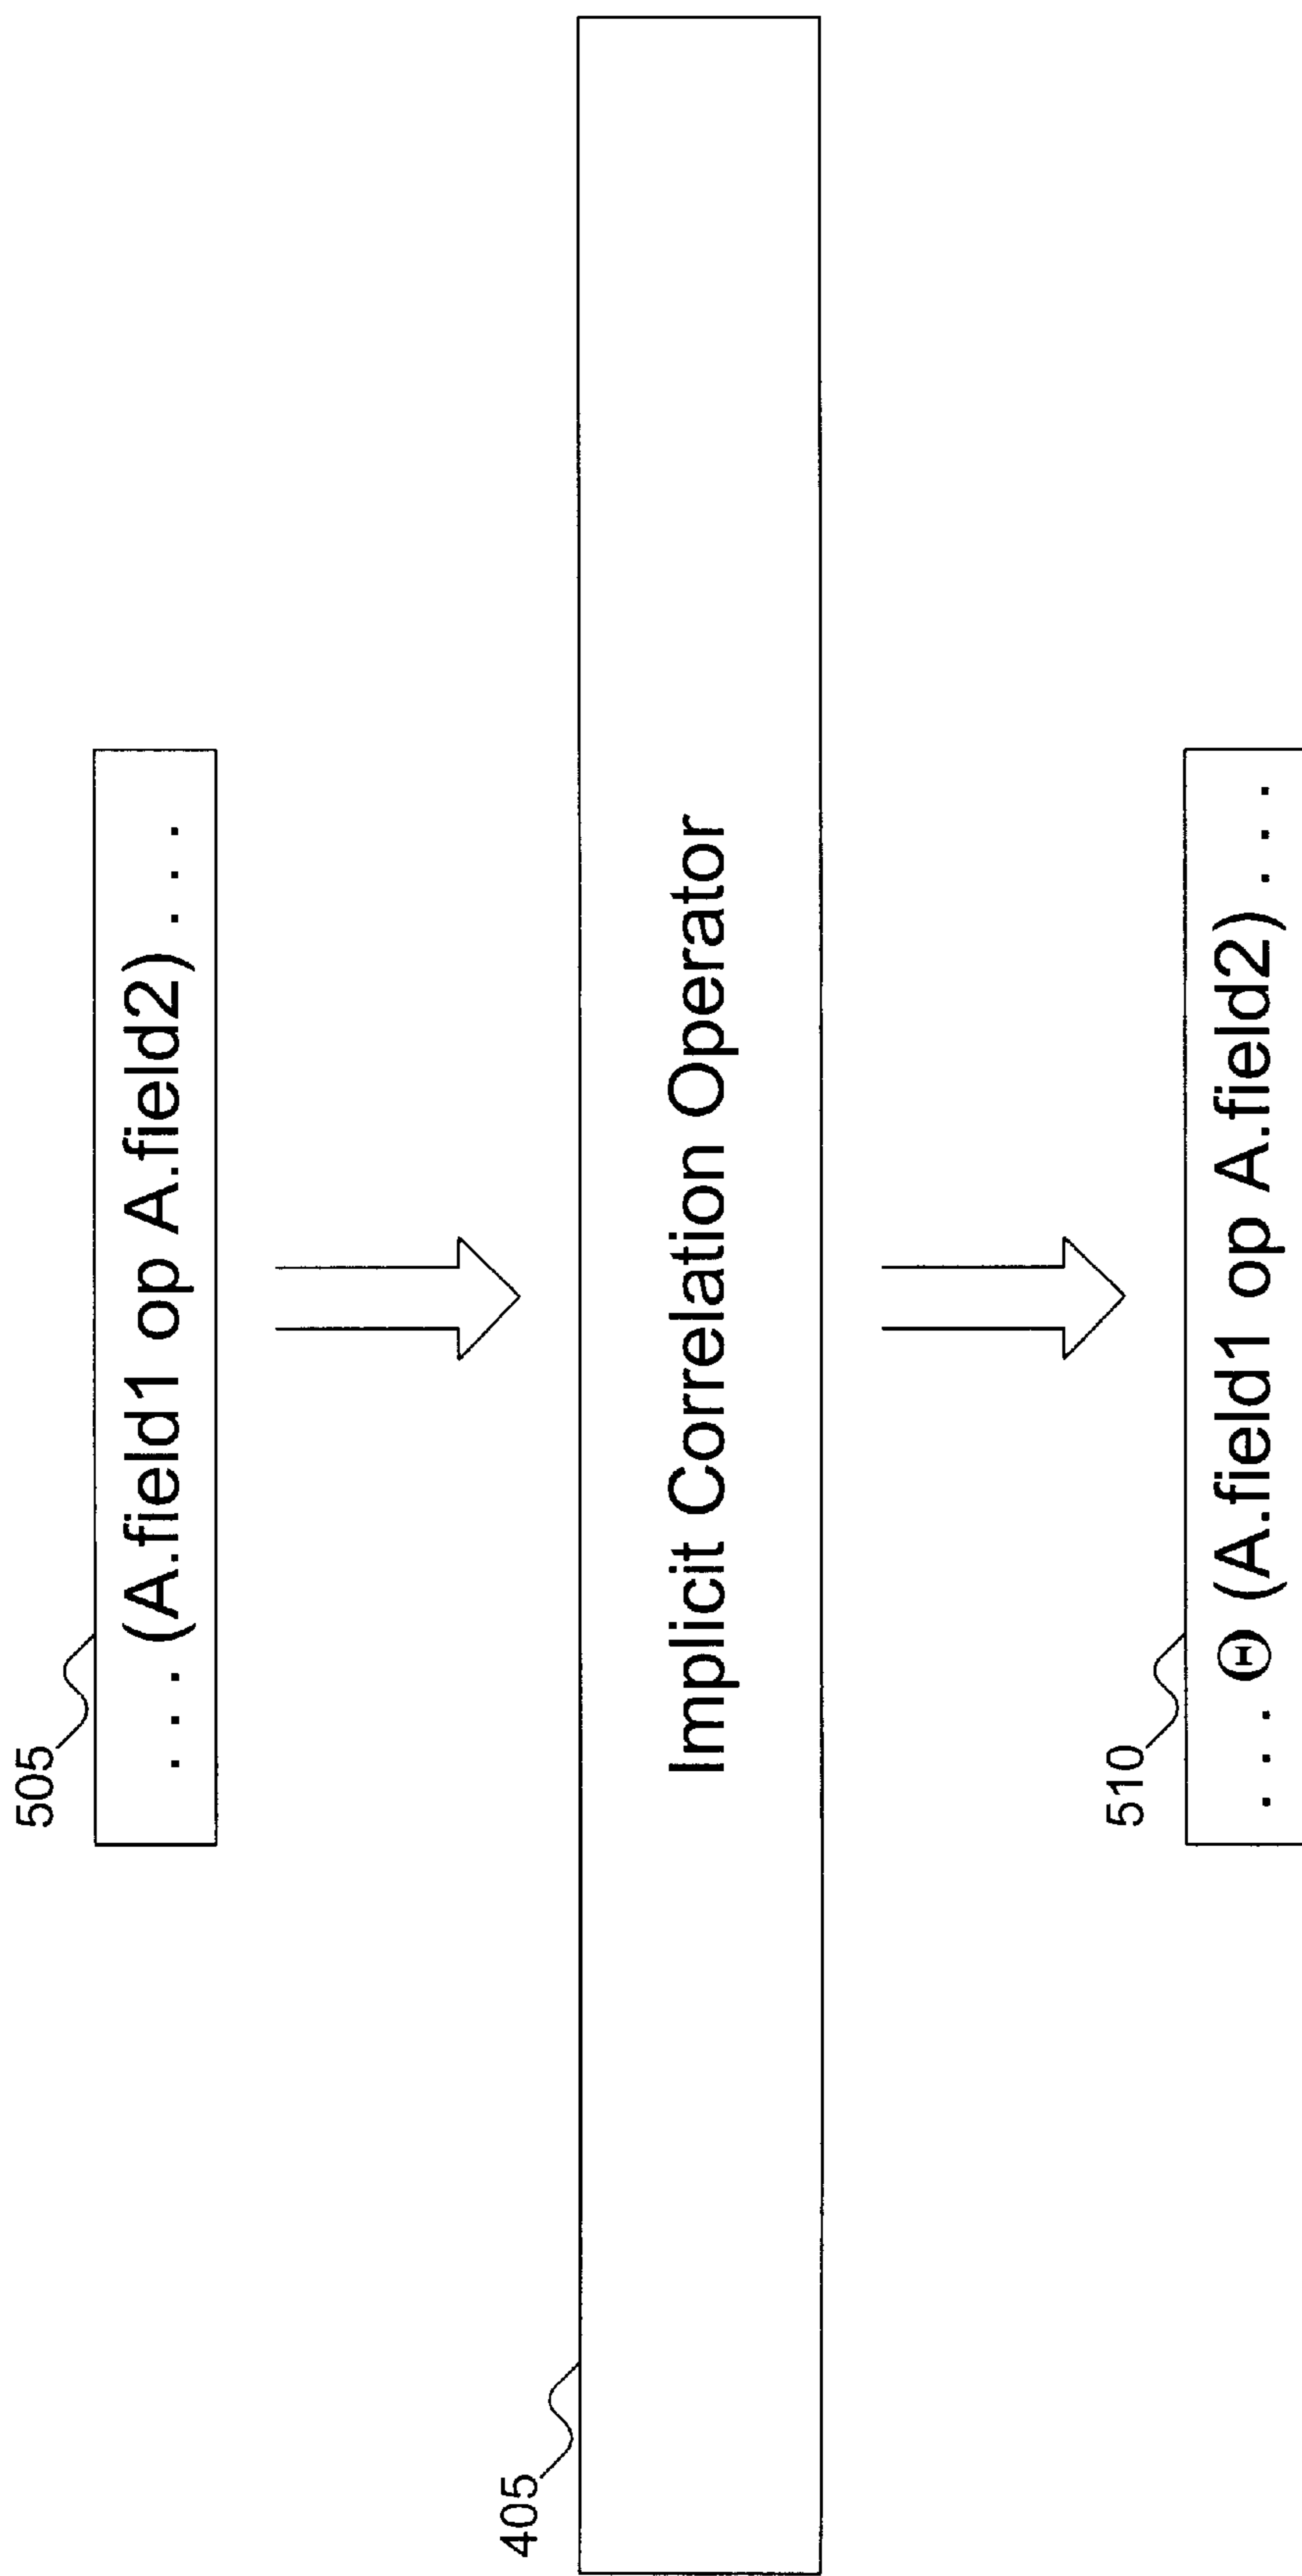 505
. . . (A.field1 op A.field2) . . .
405
Implicit Correlation Operator
510
. . . Θ (A.field1 op A.field2) . . .